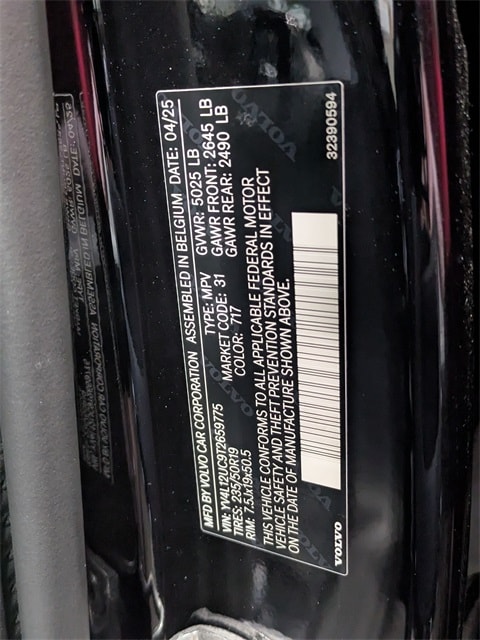 MFD BY VOLVO CAR CORPORATION ASSEMBLED IN BELGIUM DATE: 04/25
VIN: YV4L12UC9T2659775 TYPE: MPV GVWR: 5025 LB
TIRES: 235/50R19 MARKET CODE: 31 GAWR FRONT: 2645 LB
RIM: 7.5Jx19x50.5 COLOR: 717 GAWR REAR: 2490 LB
THIS VEHICLE CONFORMS TO ALL APPLICABLE FEDERAL MOTOR
VEHICLE SAFETY AND THEFT PREVENTION STANDARDS IN EFFECT
ON THE DATE OF MANUFACTURE SHOWN ABOVE.
VOLVO 32390594